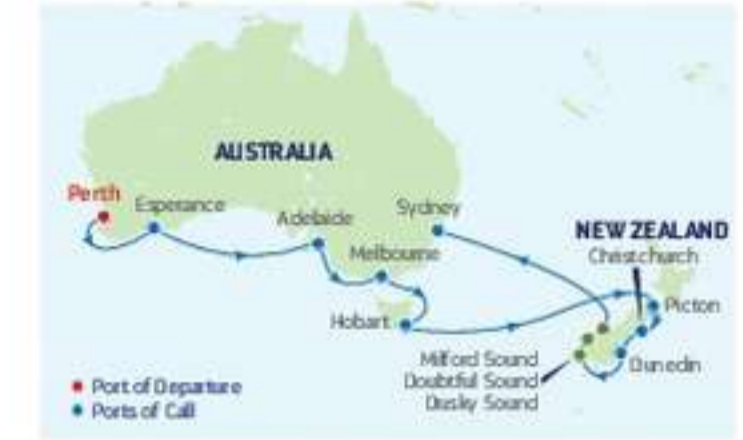 AUSTRALIA
Perth
Esperance
Adelaide
Sydney
Melbourne
Hobart
NEW ZEALAND
Christchurch
Picton
Dunedin
Milford Sound
Doubtful Sound
Dusky Sound
Port of Departure
Ports of Call